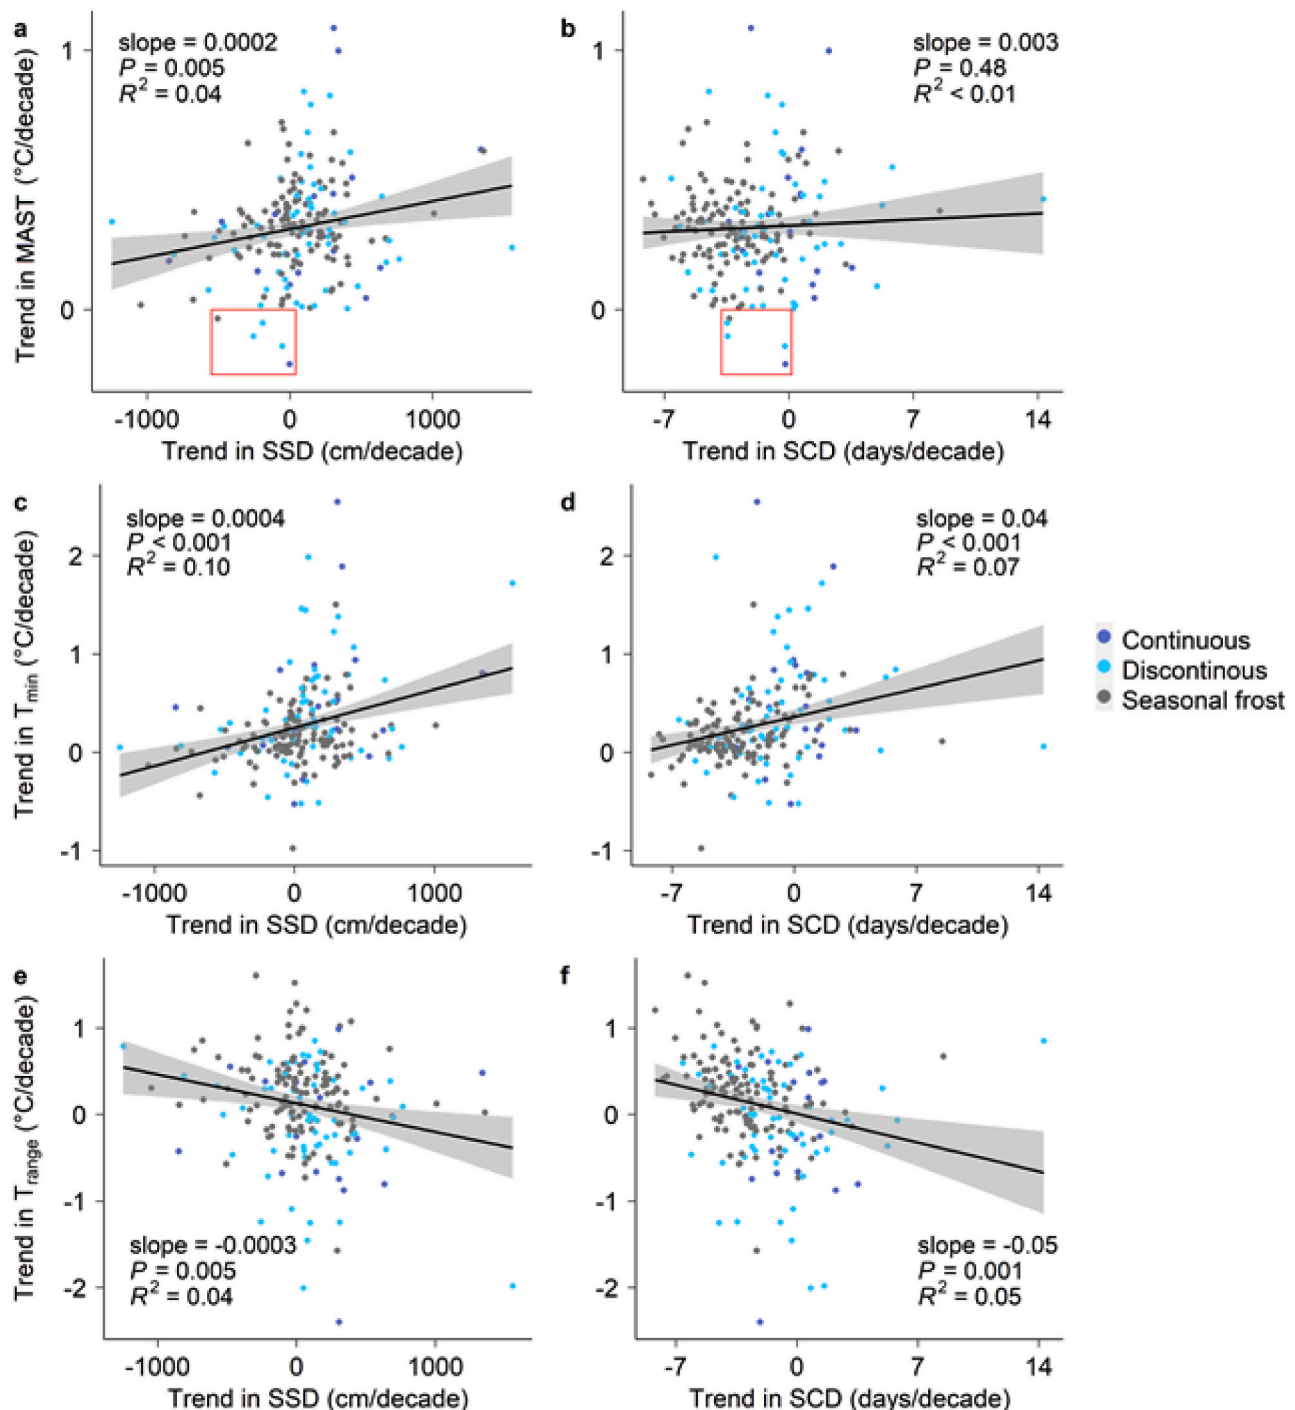 a
slope = 0.0002
P = 0.005
R² = 0.04
Trend in MAST (°C/decade)
1
0
-1000 0 1000
Trend in SSD (cm/decade)
b
slope = 0.003
P = 0.48
R² < 0.01
1
0
-7 0 7 14
Trend in SCD (days/decade)
c
slope = 0.0004
P < 0.001
R² = 0.10
Trend in Tmin (°C/decade)
2
1
0
-1
-1000 0 1000
Trend in SSD (cm/decade)
d
slope = 0.04
P < 0.001
R² = 0.07
2
1
0
-1
-7 0 7 14
Trend in SCD (days/decade)
Continuous
Discontinous
Seasonal frost
e
Trend in Trange (°C/decade)
1
0
-1
-2
slope = -0.0003
P = 0.005
R² = 0.04
-1000 0 1000
Trend in SSD (cm/decade)
f
1
0
-1
-2
slope = -0.05
P = 0.001
R² = 0.05
-7 0 7 14
Trend in SCD (days/decade)